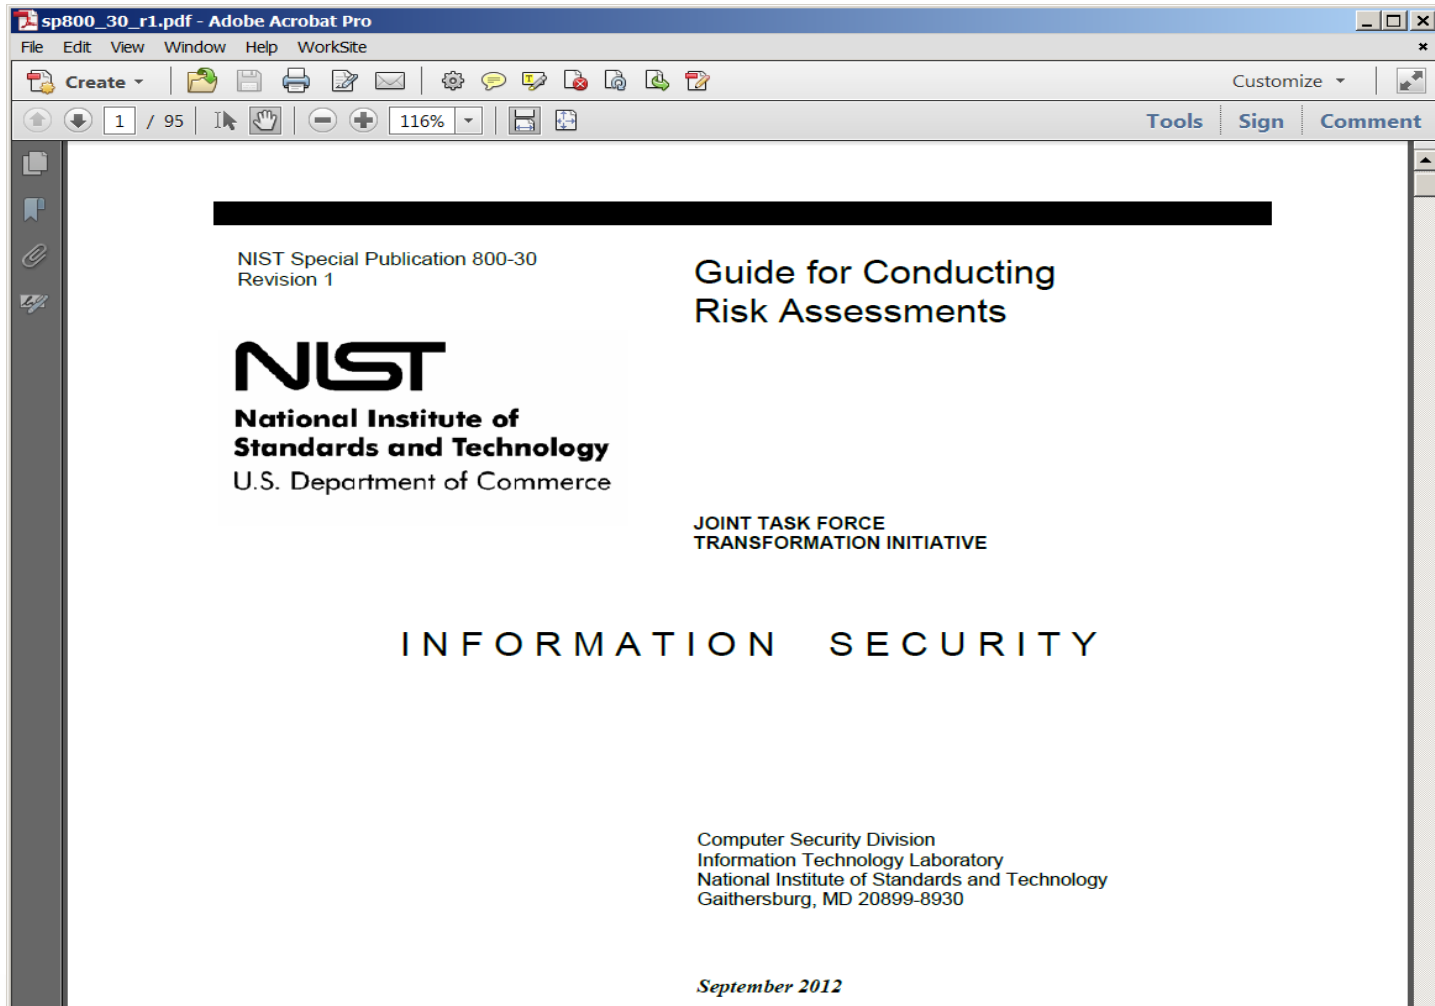 sp800_30_r1.pdf - Adobe Acrobat Pro
File Edit View Window Help WorkSite
Create Customize
1 / 95 116% Tools Sign Comment
NIST Special Publication 800-30
Revision 1
Guide for Conducting
Risk Assessments
NIST
National Institute of
Standards and Technology
U.S. Department of Commerce
JOINT TASK FORCE
TRANSFORMATION INITIATIVE
INFORMATION SECURITY
Computer Security Division
Information Technology Laboratory
National Institute of Standards and Technology
Gaithersburg, MD 20899-8930
September 2012